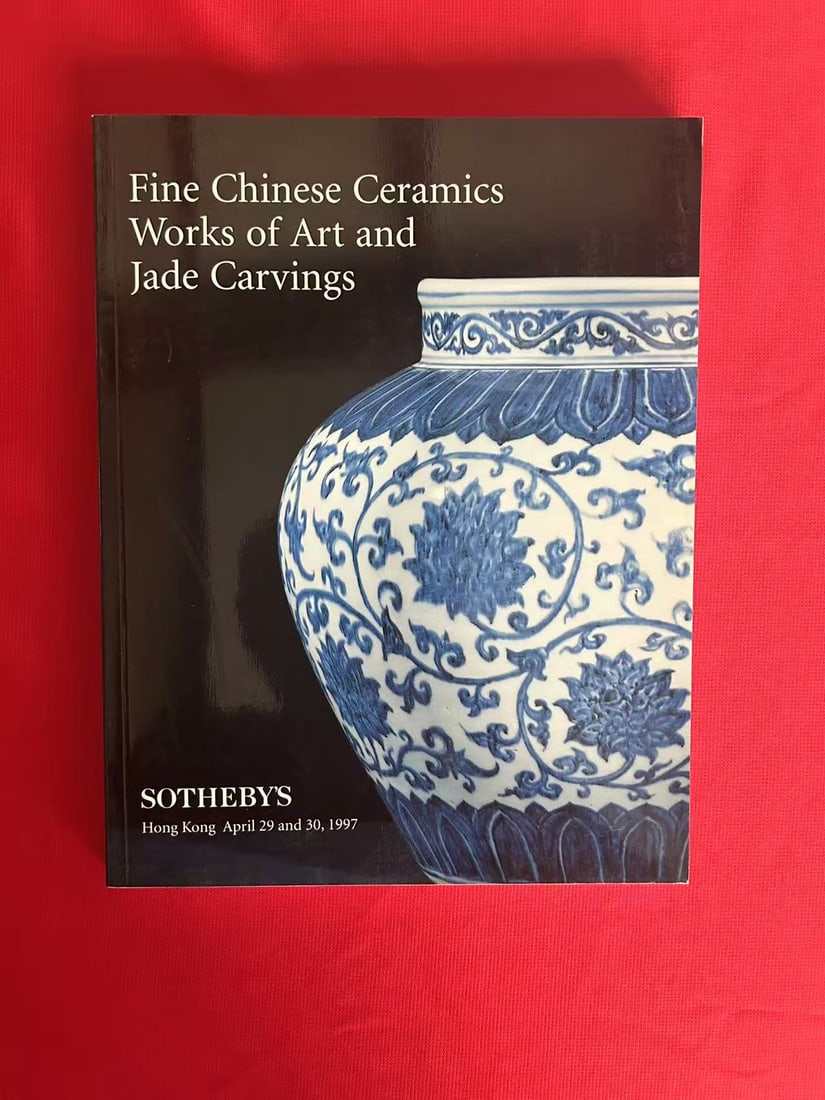 Fine Chinese Ceramics
Works of Art and
Jade Carvings
SOTHEBY'S
Hong Kong April 29 and 30, 1997